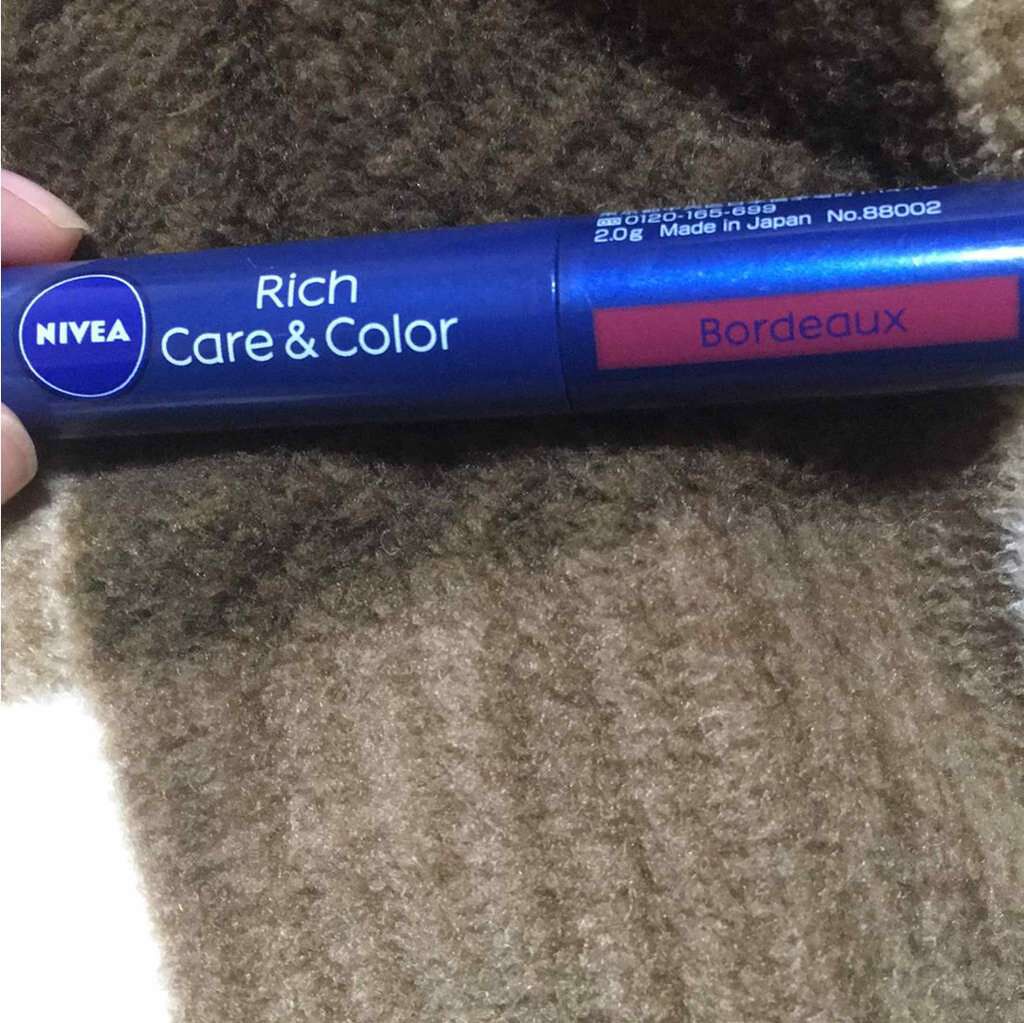 NIVEA
Rich
Care & Color
0120-165-699
2.0g Made in Japan No.88002
Bordeaux